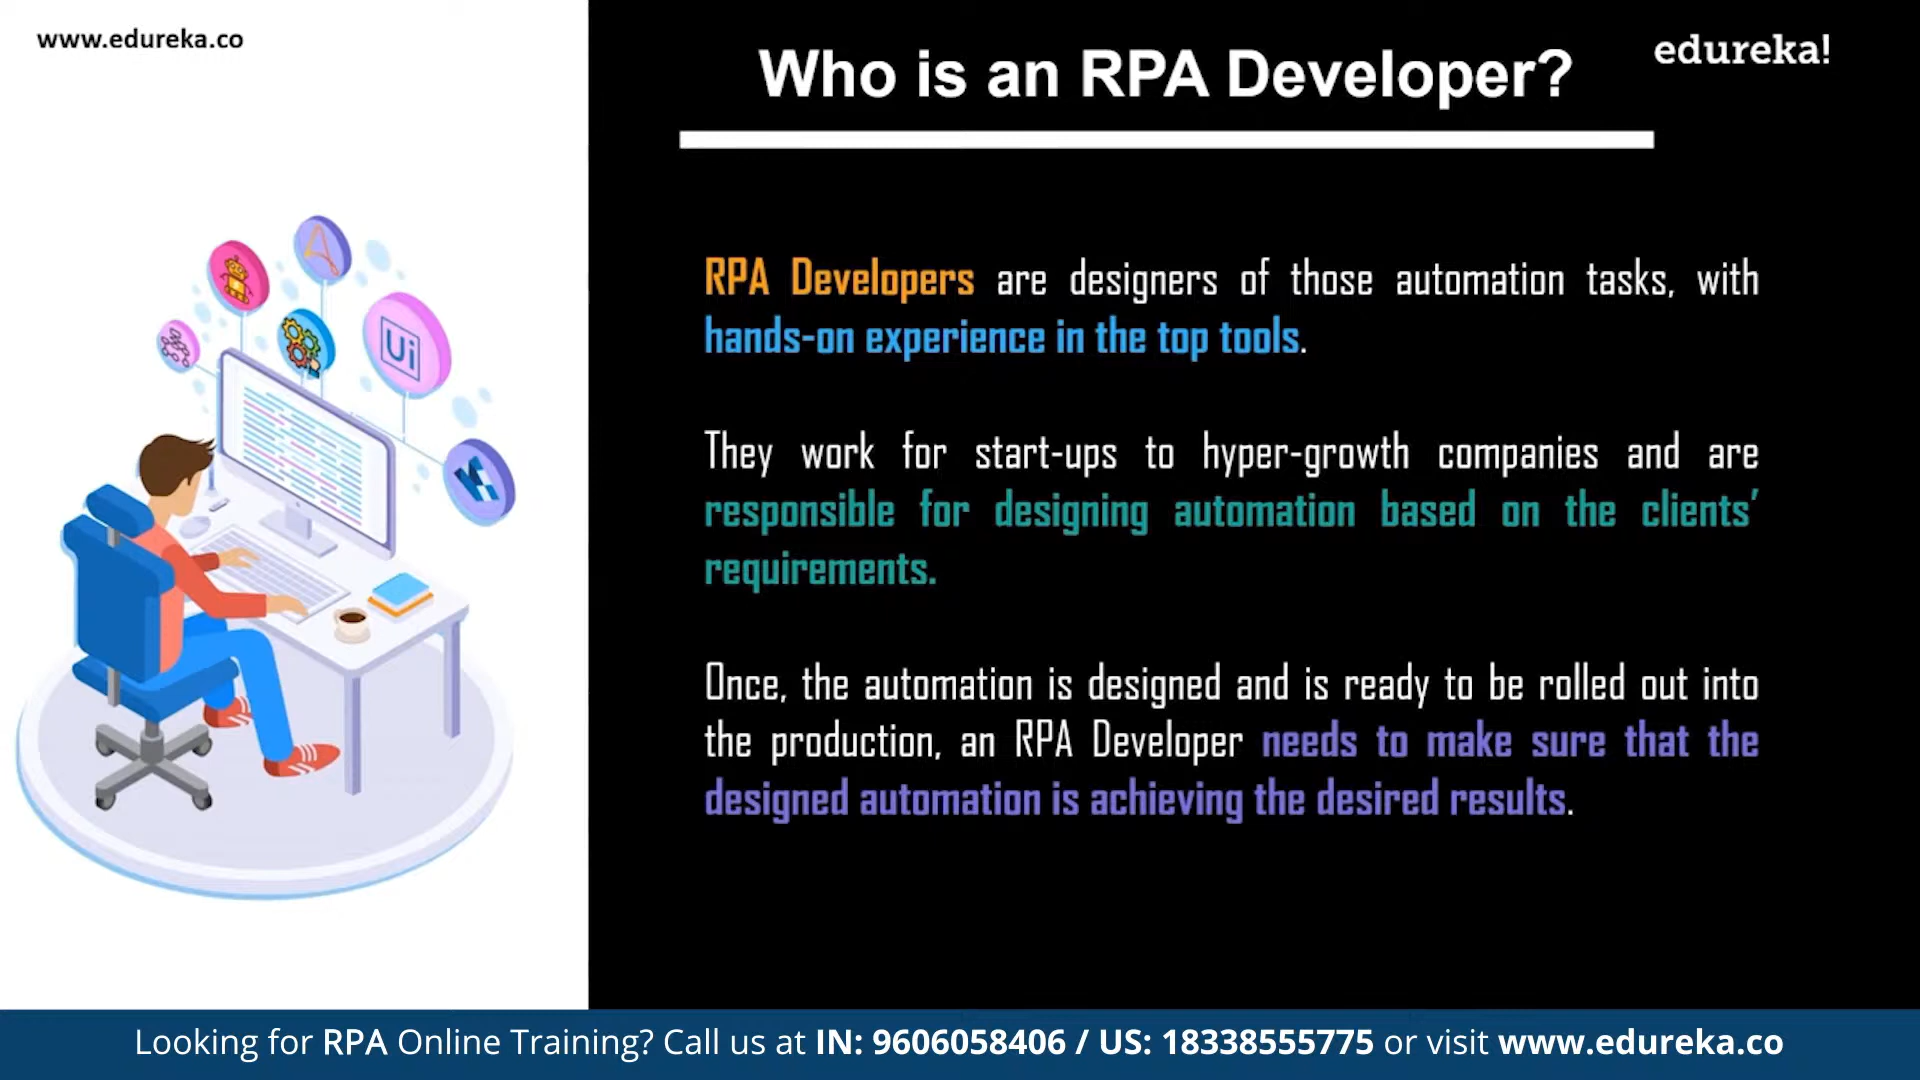 www.edureka.co
Who is an RPA Developer?
edureka!
RPA Developers are designers of those automation tasks, with
hands-on experience in the top tools.
They work for start-ups to hyper-growth companies and are
responsible for designing automation based on the clients’
requirements.
Once, the automation is designed and is ready to be rolled out into
the production, an RPA Developer needs to make sure that the
designed automation is achieving the desired results.
Ui
Looking for RPA Online Training? Call us at IN: 9606058406 / US: 18338555775 or visit www.edureka.co